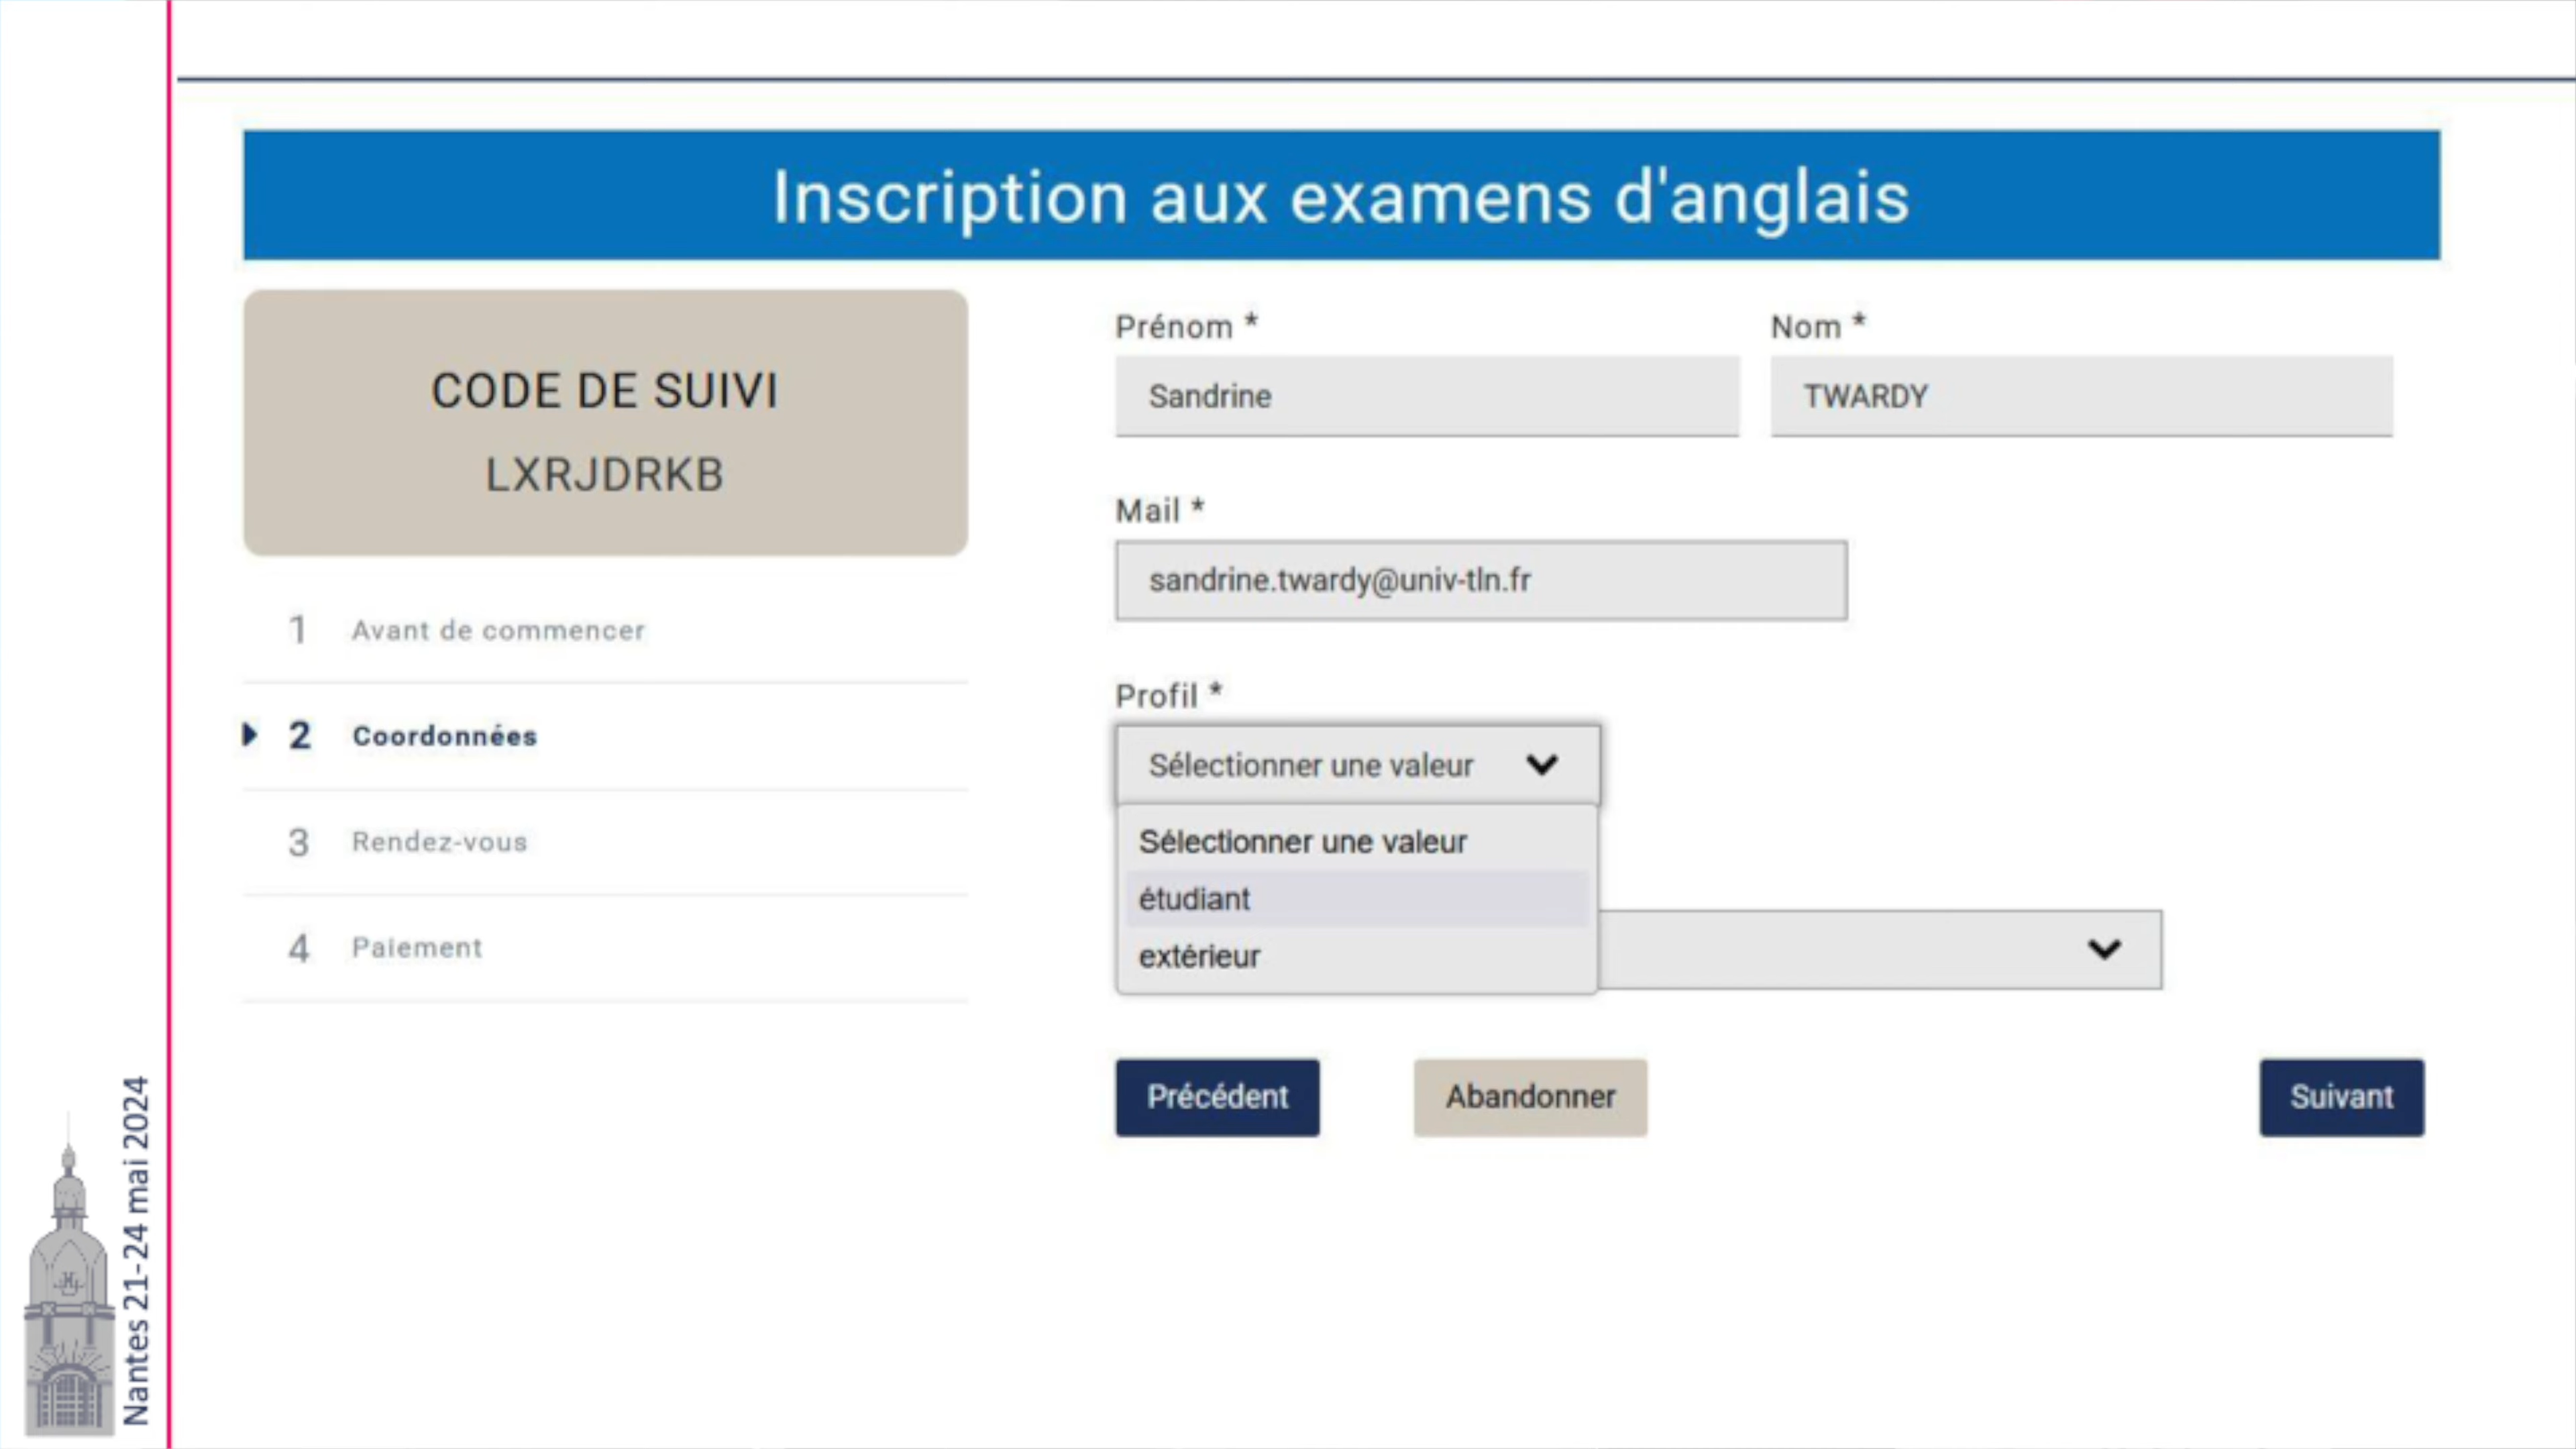 Inscription aux examens d'anglais
CODE DE SUIVI
LXRJDRKB
1 Avant de commencer
2 Coordonnées
3 Rendez-vous
4 Paiement
Prénom *
Sandrine
Nom *
TWARDY
Mail *
sandrine.twardy@univ-tln.fr
Profil *
Sélectionner une valeur
Sélectionner une valeur
étudiant
extérieur
Précédent
Abandonner
Suivant
Nantes 21-24 mai 2024